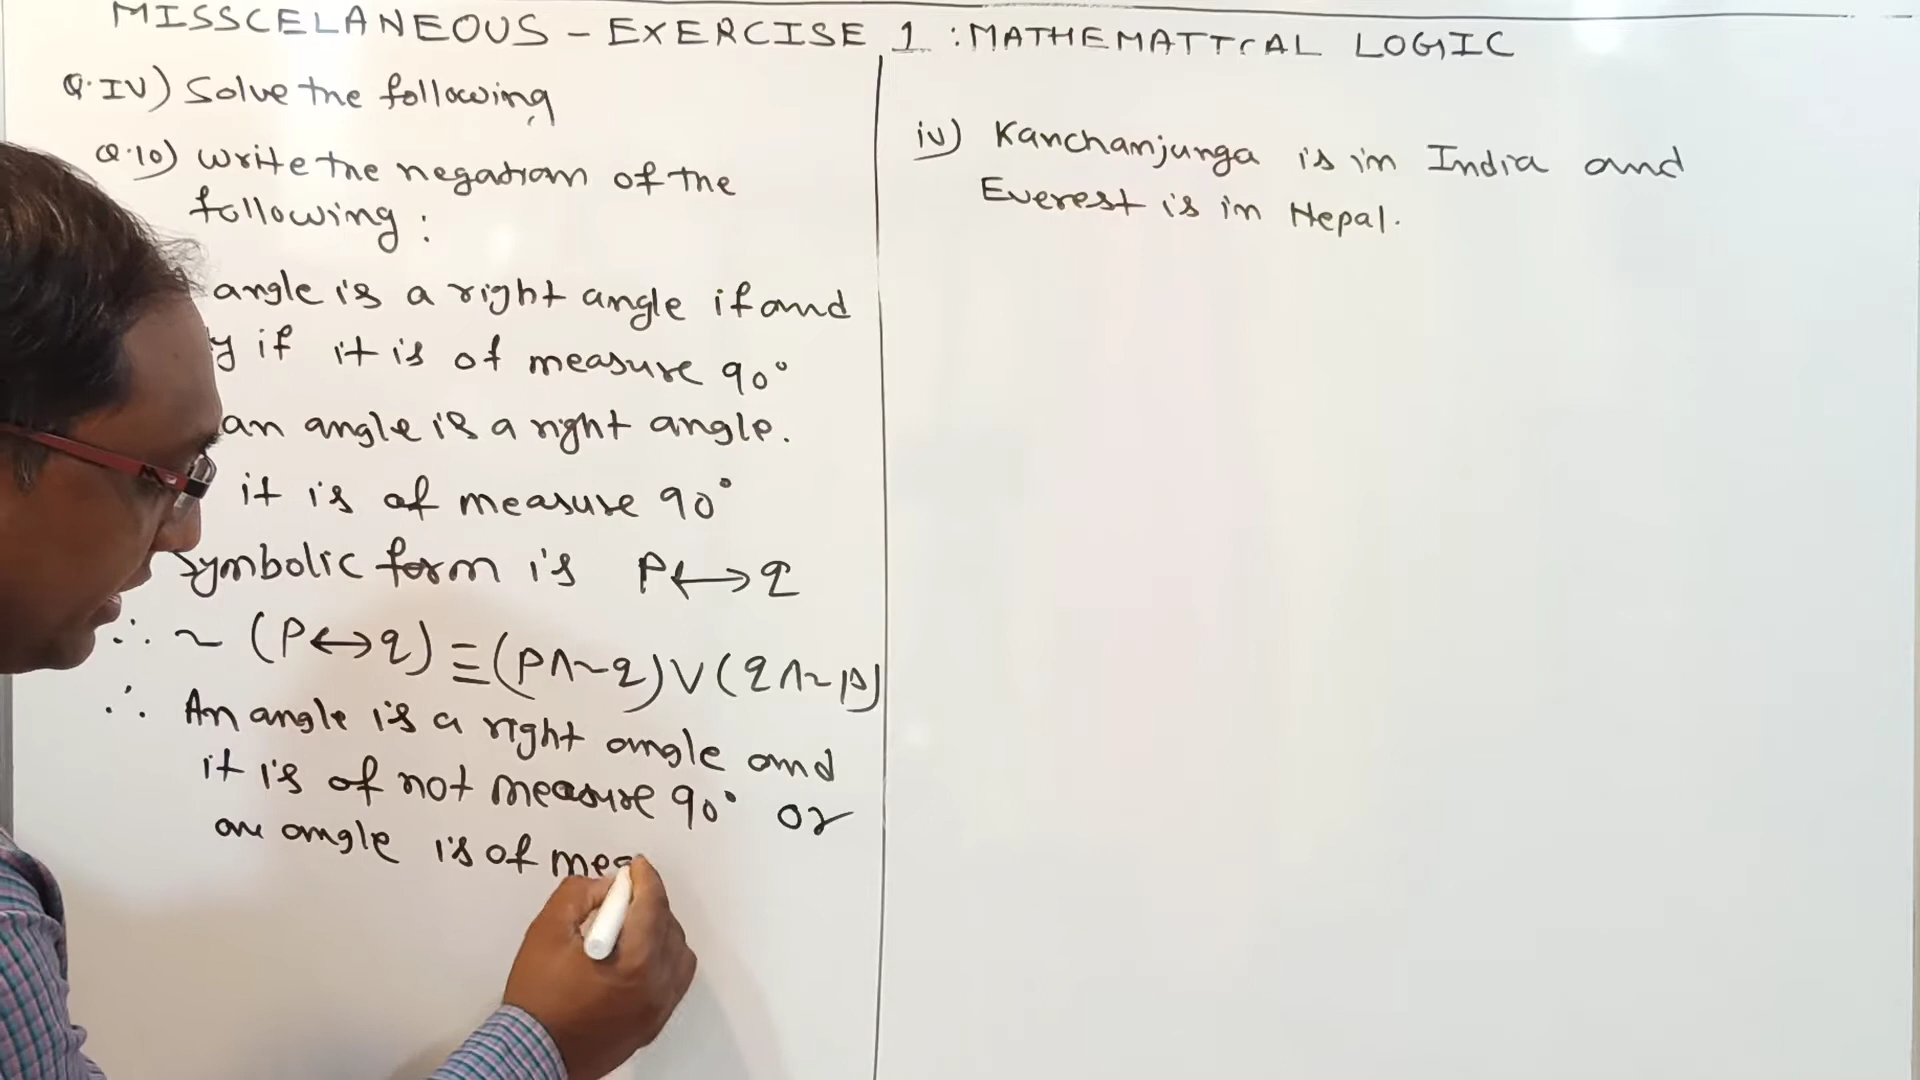 MISSCELANEOUS - EXERCISE 1 : MATHEMATICAL LOGIC
Q.IV) Solve the following
Q.10) Write the negation of the
following :
angle is a right angle if and
y if it is of measure 90°
an angle is a right angle.
it is of measure 90°
Symbolic form is P↔q
∴ ~ (P↔q) ≡ (p∧~q)∨(q∧~p)
∴ An angle is a right angle and
it is of not measure 90° or
an angle is of mea
iv) Kanchanjunga is in India and
Everest is in Nepal.